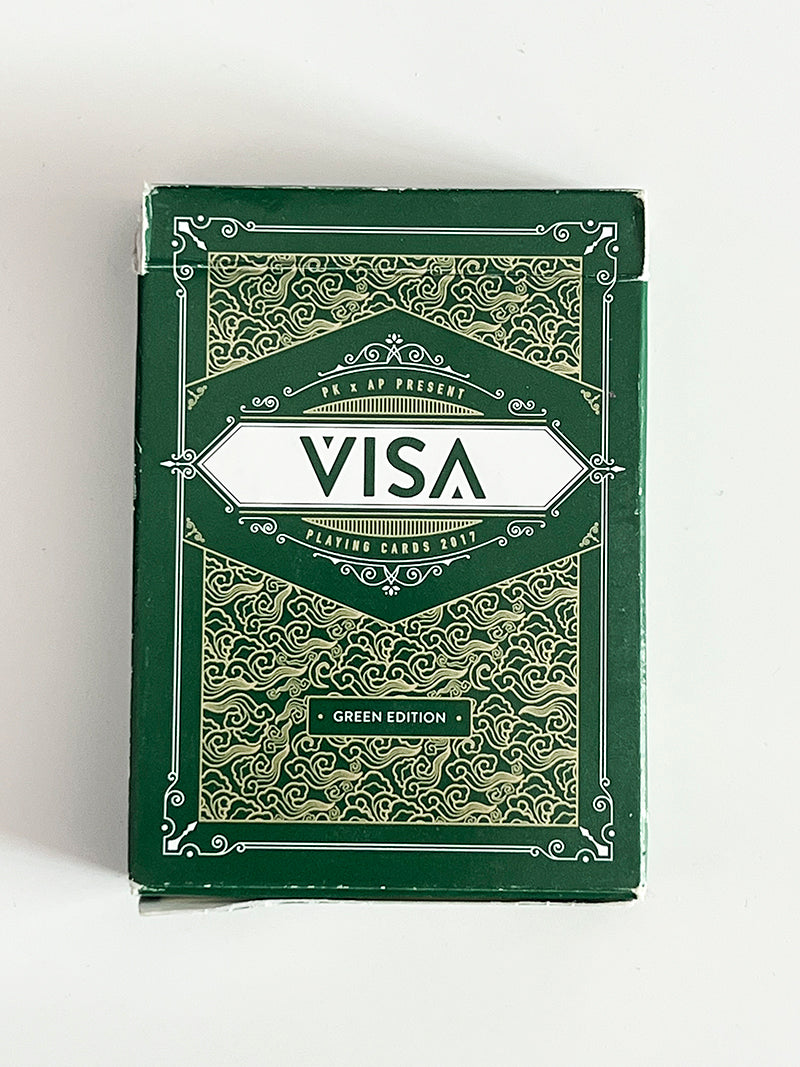 PK x AP PRESENT
VISA
PLAYING CARDS 2017
• GREEN EDITION •